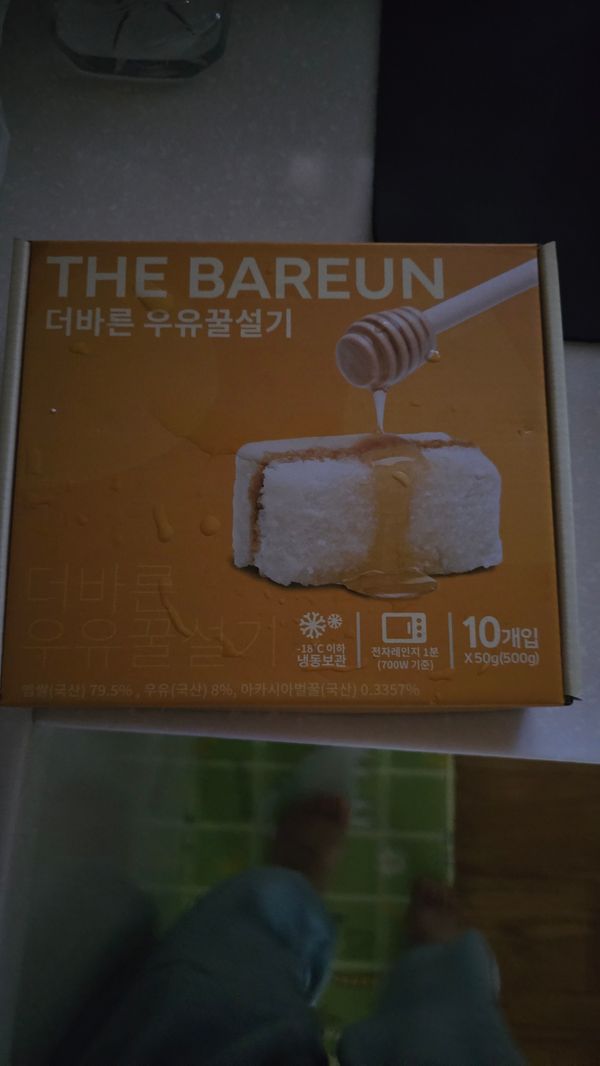 THE BAREUN
더바른 우유꿀설기
더바른
우유꿀설기
-18℃ 이하
냉동보관
전자레인지 1분
(700W 기준)
10개입
X50g(500g)
멥쌀(국산) 79.5% , 우유(국산) 8%, 아카시아벌꿀(국산) 0.3357%